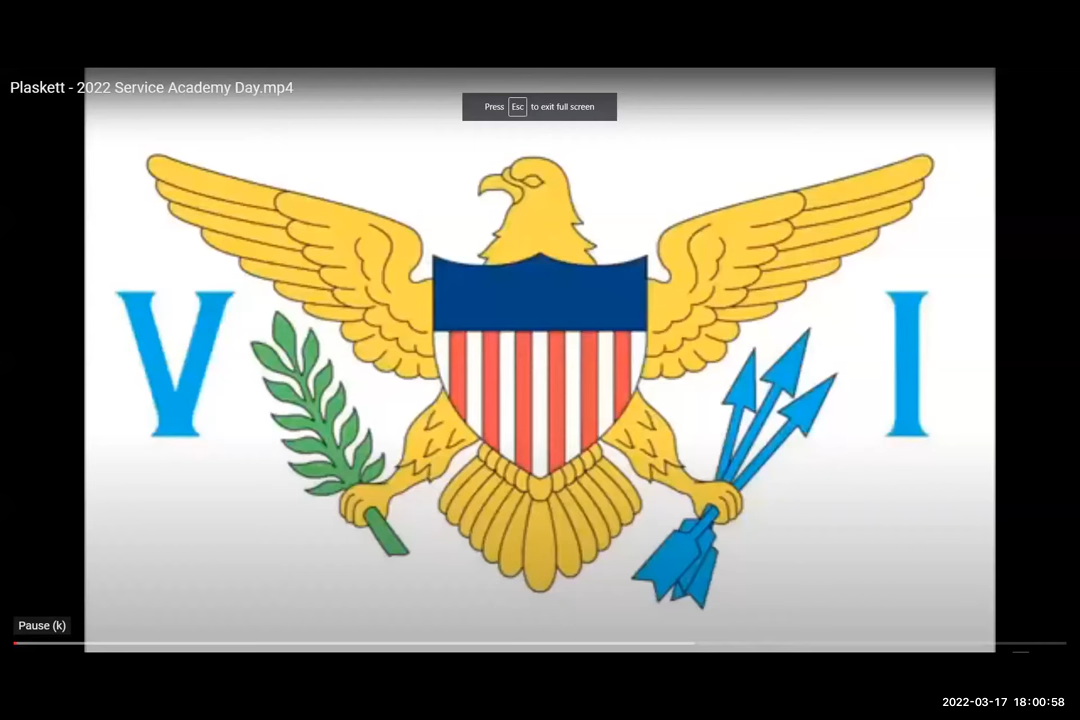 Plaskett - 2022 Service Academy Day.mp4
Press Esc to exit full screen
V I
Pause (k)
2022-03-17 18:00:58